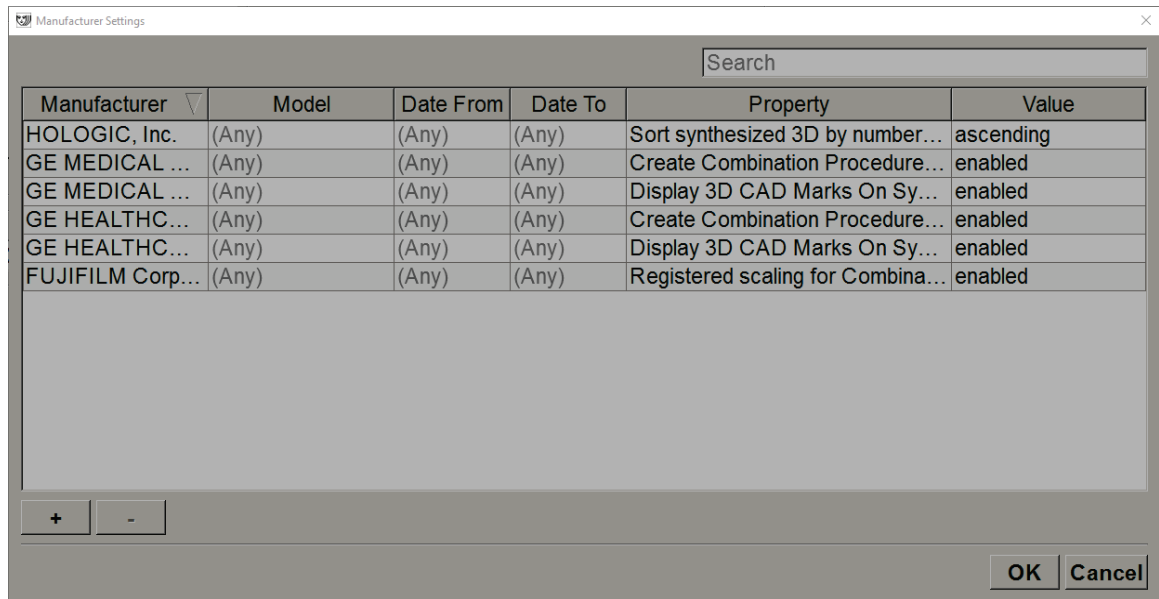 Manufacturer Settings
Search
Manufacturer Model Date From Date To Property Value
HOLOGIC, Inc. (Any) (Any) (Any) Sort synthesized 3D by number... ascending
GE MEDICAL ... (Any) (Any) (Any) Create Combination Procedure... enabled
GE MEDICAL ... (Any) (Any) (Any) Display 3D CAD Marks On Sy... enabled
GE HEALTHC... (Any) (Any) (Any) Create Combination Procedure... enabled
GE HEALTHC... (Any) (Any) (Any) Display 3D CAD Marks On Sy... enabled
FUJIFILM Corp... (Any) (Any) (Any) Registered scaling for Combina... enabled
+ -
OK Cancel